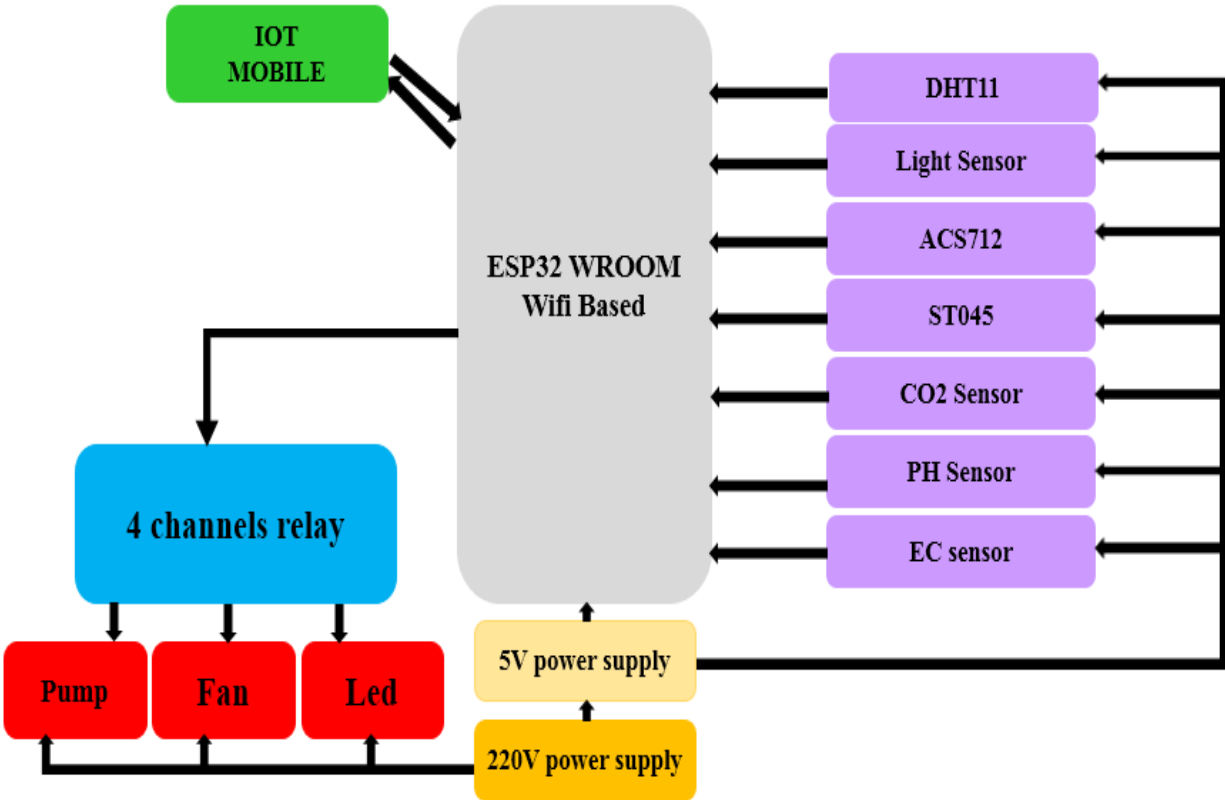 IOT
MOBILE
ESP32 WROOM
Wifi Based
DHT11
Light Sensor
ACS712
ST045
CO2 Sensor
PH Sensor
EC sensor
4 channels relay
Pump
Fan
Led
5V power supply
220V power supply